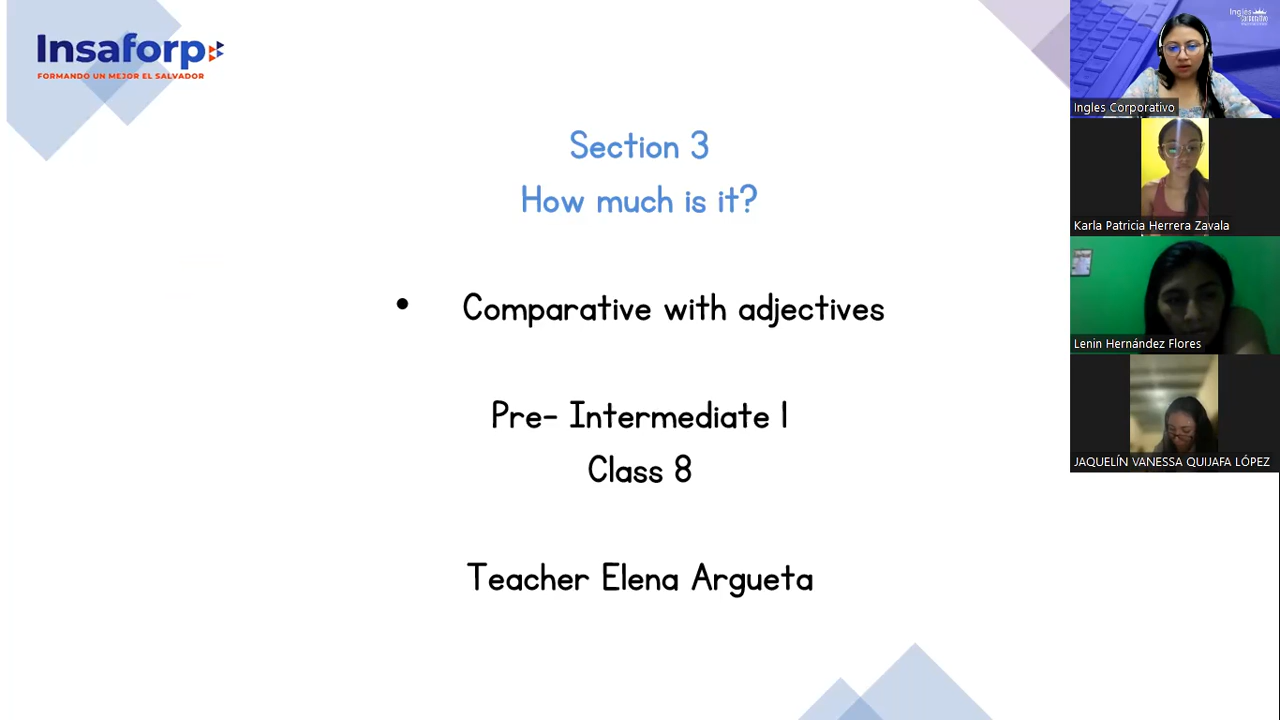 Insaforp
FORMANDO UN MEJOR EL SALVADOR
Section 3
How much is it?
• Comparative with adjectives
Pre- Intermediate 1
Class 8
Teacher Elena Argueta
Ingles Corporativo
Karla Patricia Herrera Zavala
Lenin Hernández Flores
JAQUELÍN VANESSA QUIJAFA LÓPEZ